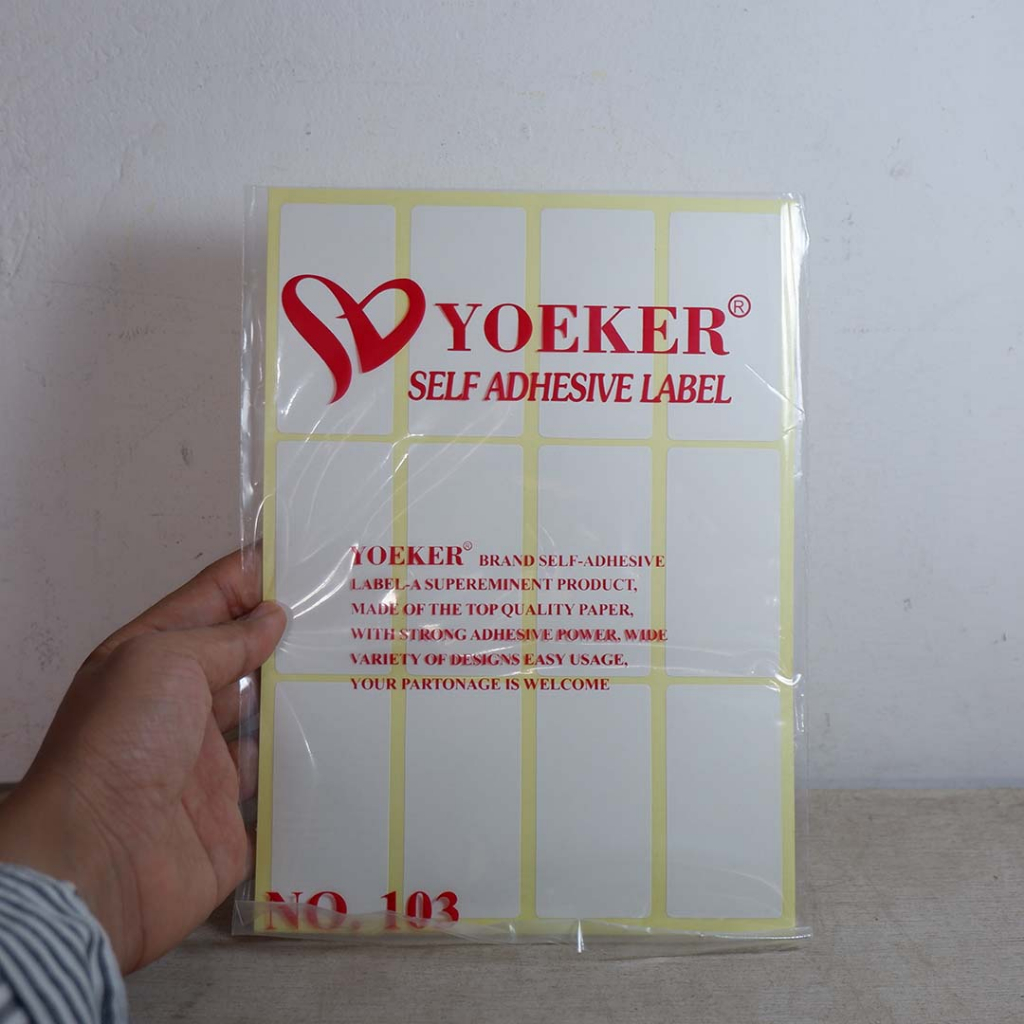 YOEKER®
SELF ADHESIVE LABEL
YOEKER® BRAND SELF-ADHESIVE
LABEL-A SUPEREMINENT PRODUCT,
MADE OF THE TOP QUALITY PAPER,
WITH STRONG ADHESIVE POWER, WIDE
VARIETY OF DESIGNS EASY USAGE,
YOUR PARTONAGE IS WELCOME
NO. 103